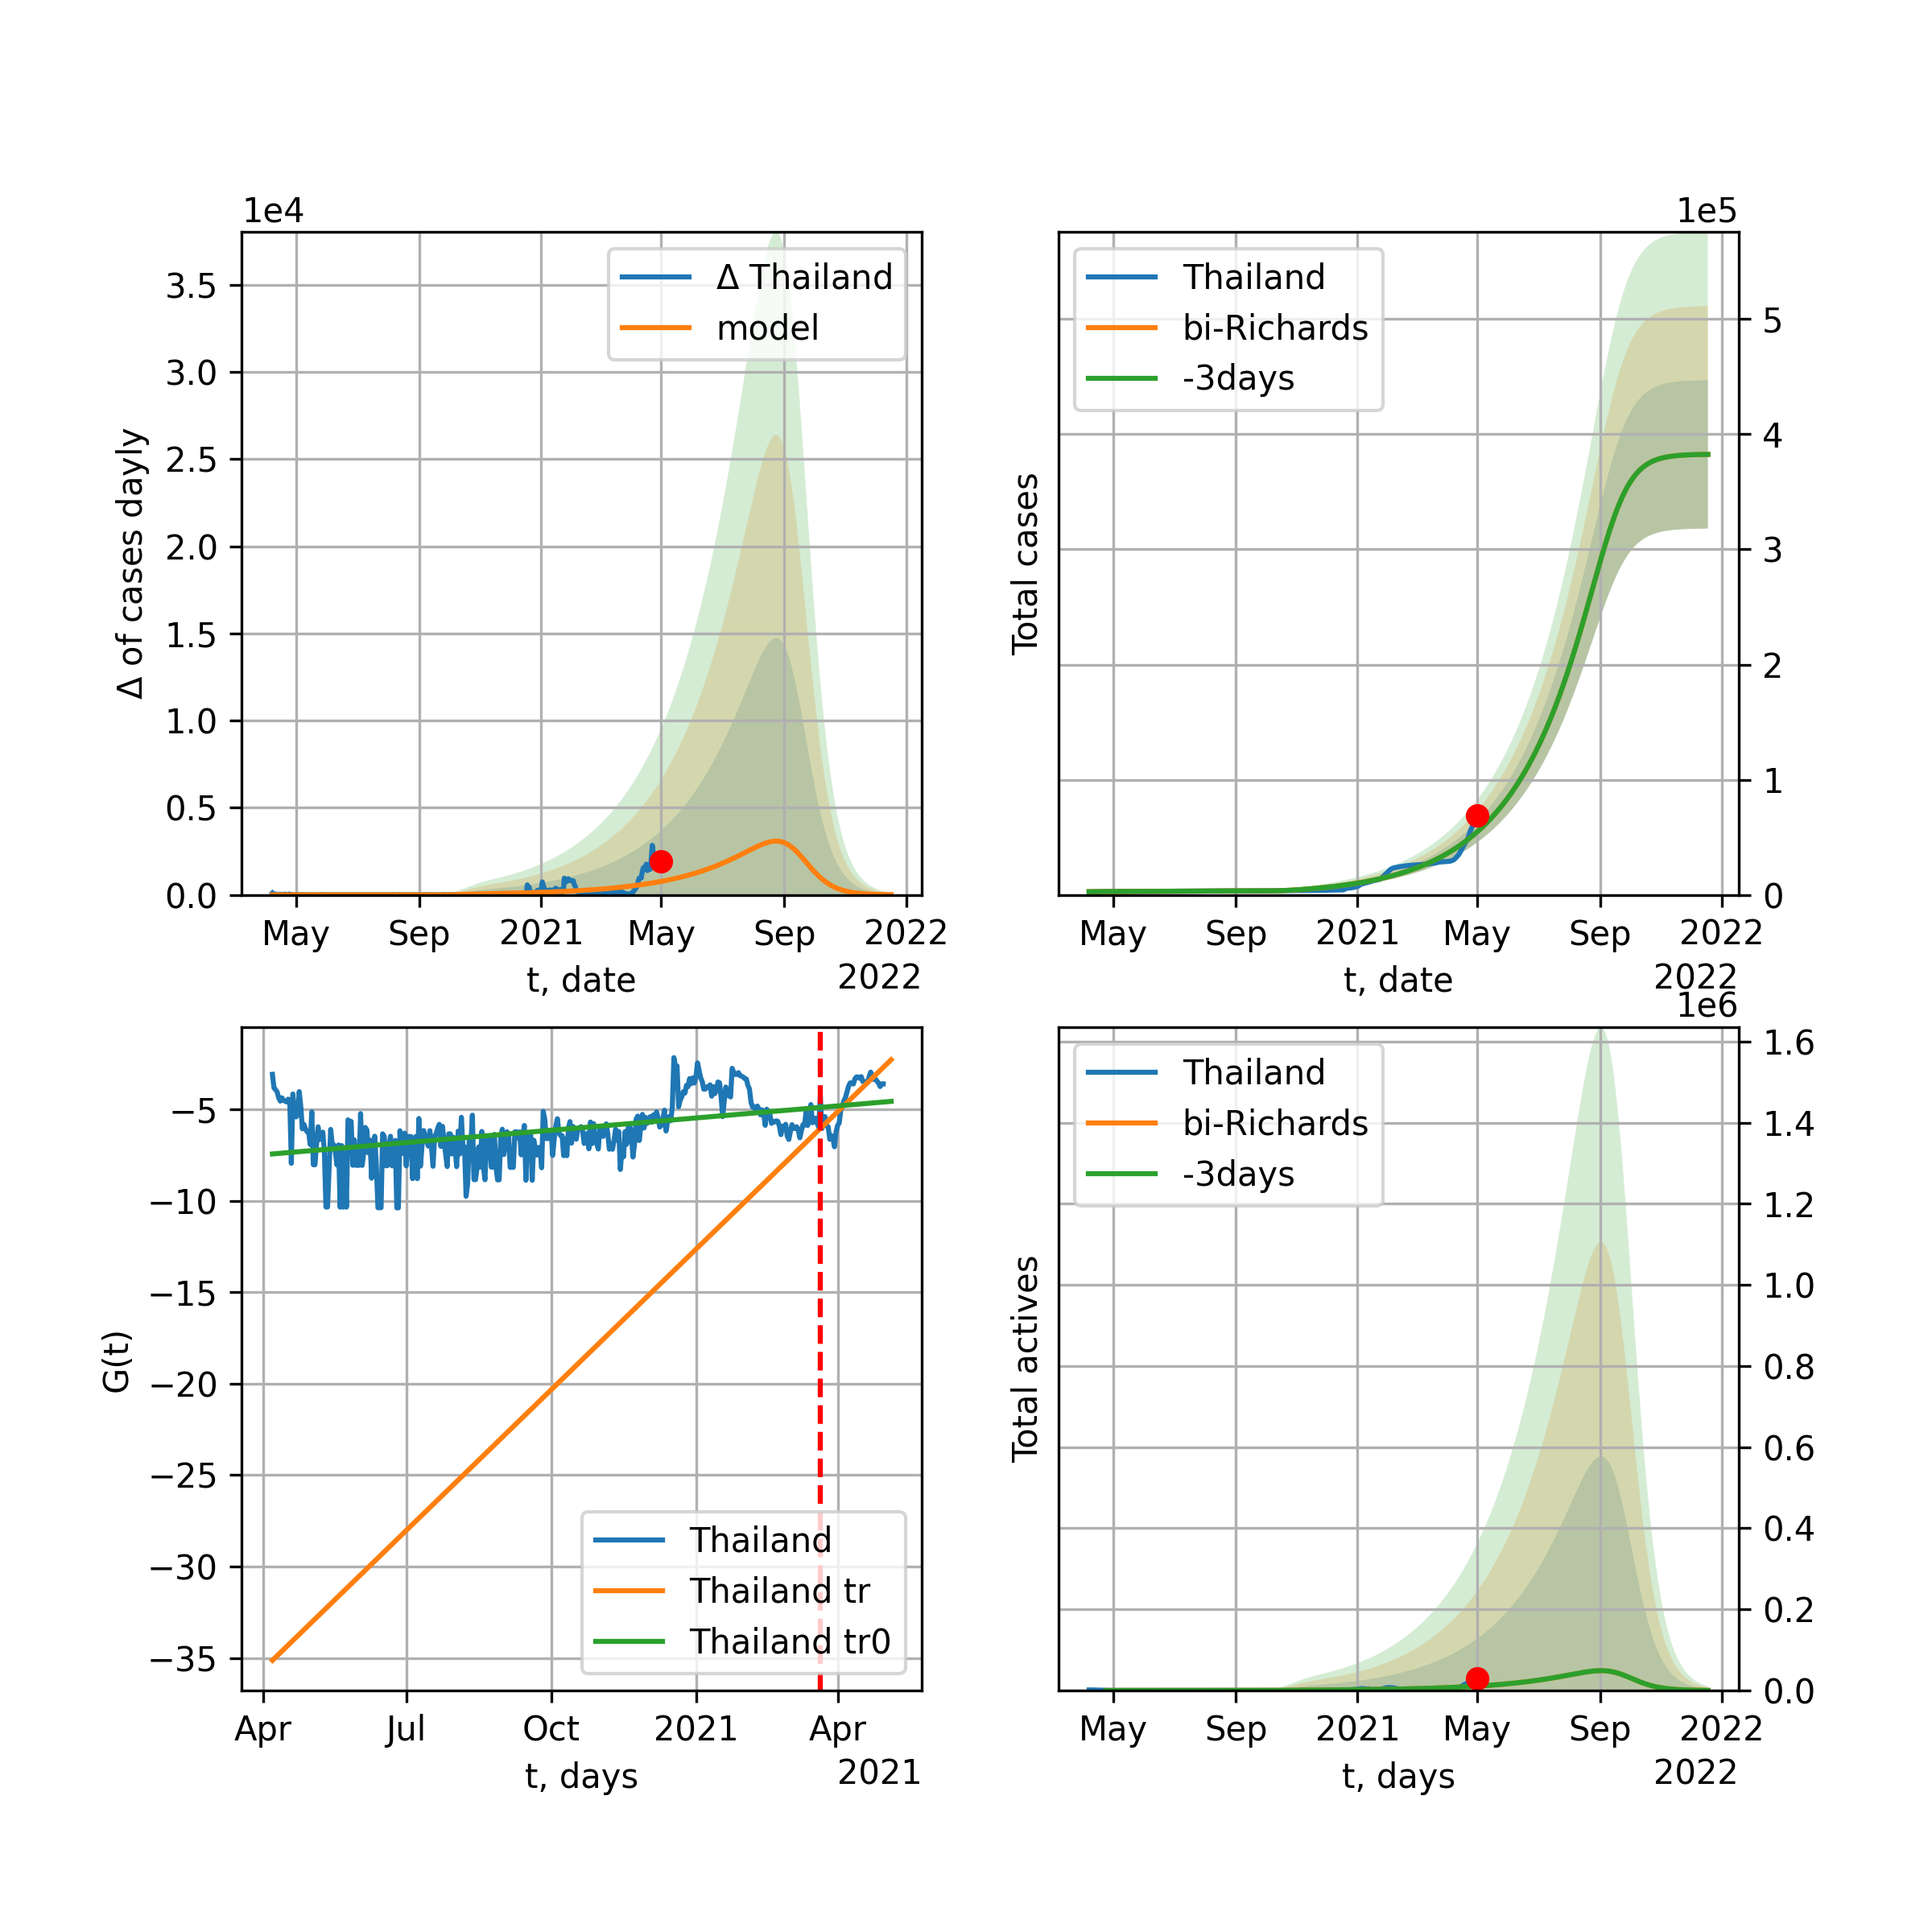 1e4
Δ of cases dayly
3.5
3.0
2.5
2.0
1.5
1.0
0.5
0.0
Δ Thailand
model
May Sep 2021 May Sep 2022
t, date
2022
1e5
Total cases
Thailand
bi-Richards
-3days
5
4
3
2
1
0
May Sep 2021 May Sep 2022
t, date
2022
G(t)
−5
−10
−15
−20
−25
−30
−35
Thailand
Thailand tr
Thailand tr0
Apr Jul Oct 2021 Apr
t, days
2021
1e6
Total actives
Thailand
bi-Richards
-3days
1.6
1.4
1.2
1.0
0.8
0.6
0.4
0.2
0.0
May Sep 2021 May Sep 2022
t, days
2022